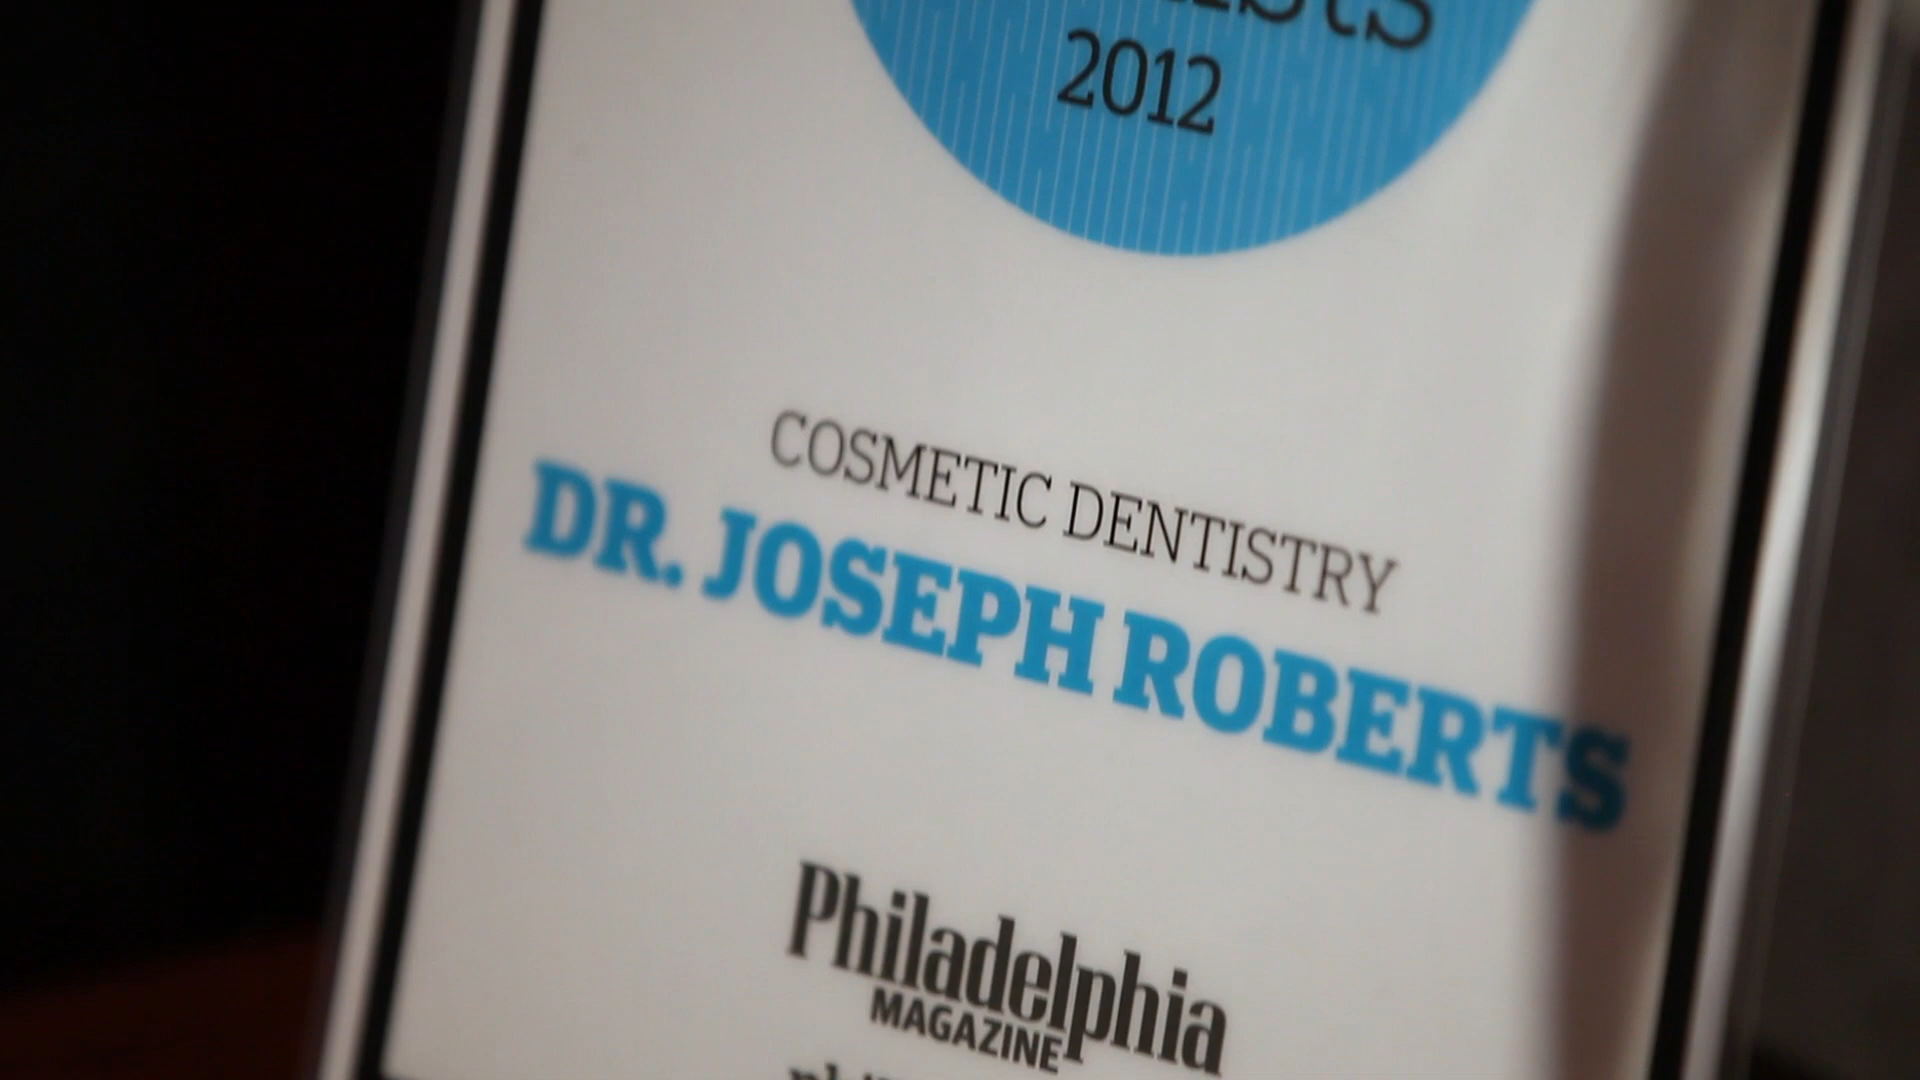 2012
COSMETIC DENTISTRY
DR. JOSEPH ROBERTS
Philadelphia
MAGAZINE